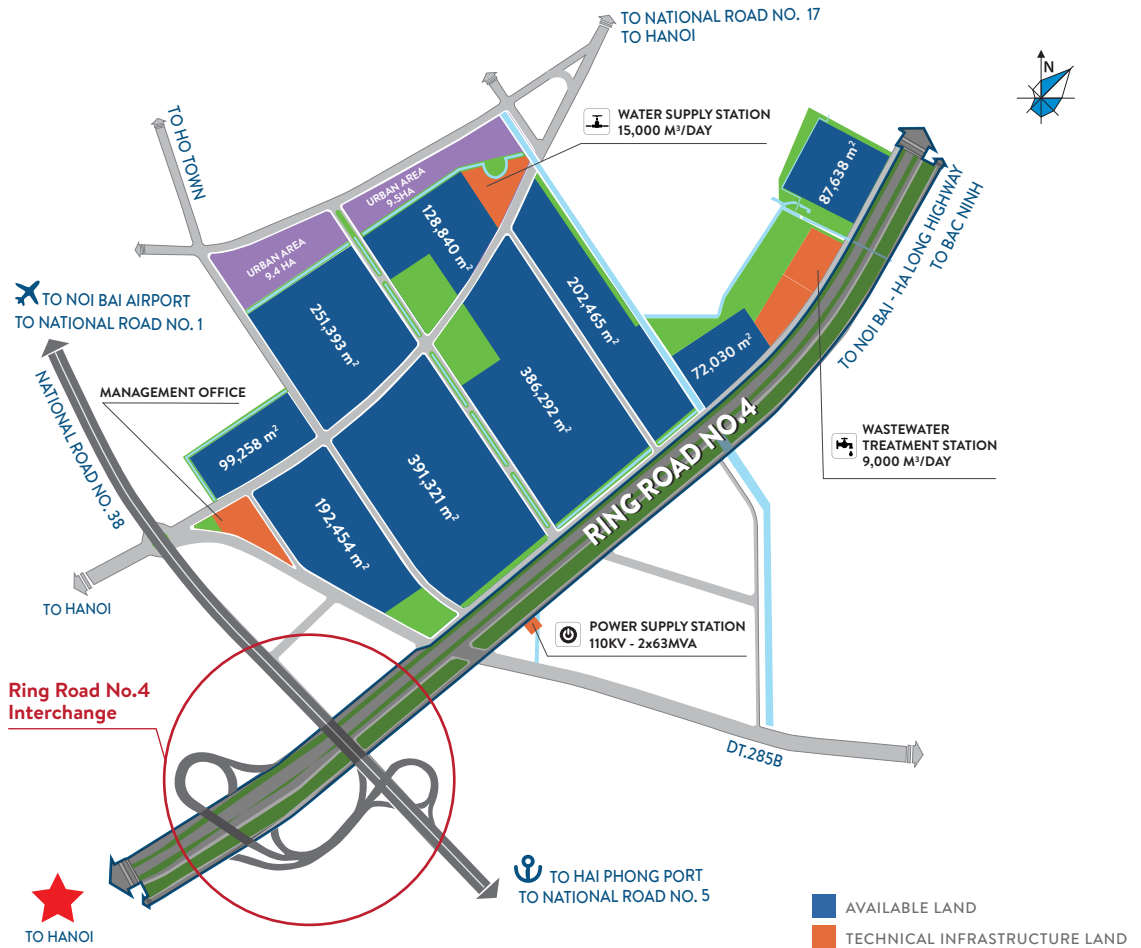 TO NATIONAL ROAD NO. 17
TO HANOI
N
WATER SUPPLY STATION
15,000 M³/DAY
TO HO TOWN
URBAN AREA
9.5HA
128,840 m²
87,638 m²
URBAN AREA
9.4 HA
TO NOI BAI - HA LONG HIGHWAY
TO BAC NINH
TO NOI BAI AIRPORT
TO NATIONAL ROAD NO. 1
251,393 m²
202,465 m²
72,030 m²
386,292 m²
NATIONAL ROAD NO. 38
MANAGEMENT OFFICE
99,258 m²
391,321 m²
192,454 m²
RING ROAD NO.4
WASTEWATER
TREATMENT STATION
9,000 M³/DAY
TO HANOI
POWER SUPPLY STATION
110KV - 2x63MVA
Ring Road No.4
Interchange
DT.285B
TO HAI PHONG PORT
TO NATIONAL ROAD NO. 5
TO HANOI
AVAILABLE LAND
TECHNICAL INFRASTRUCTURE LAND